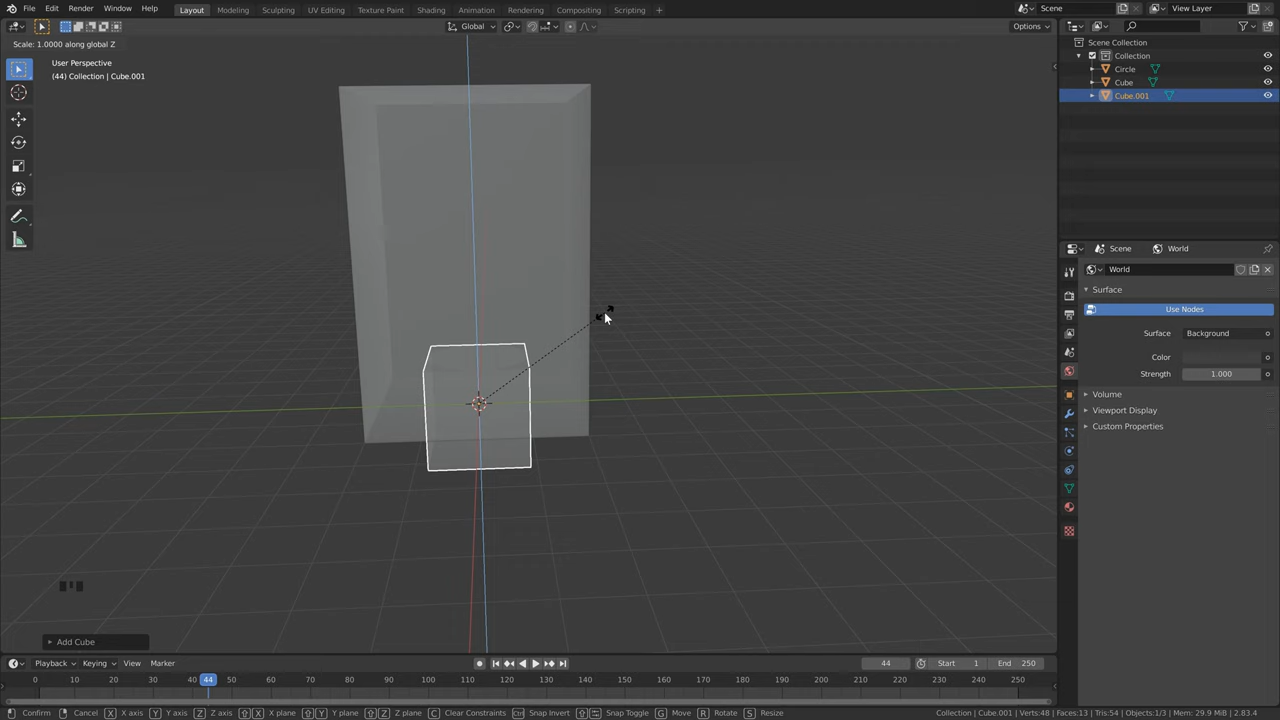 File Edit Render Window Help Layout Modeling Sculpting UV Editing Texture Paint Shading Animation Rendering Compositing Scripting + Scene View Layer
Global Options
Scale: 1.0000 along global Z
User Perspective
(44) Collection | Cube.001
Scene Collection
Collection
Circle
Cube
Cube.001
Scene World
World
Surface
Use Nodes
Surface Background
Color
Strength 1.000
Volume
Viewport Display
Custom Properties
Add Cube
Playback Keying View Marker 44 Start 1 End 250
0 10 20 30 40 44 50 60 70 80 90 100 110 120 130 140 150 160 170 180 190 200 210 220 230 240 250
Confirm Cancel X X axis Y Y axis Z Z axis X X plane Y Y plane Z Z plane C Clear Constraints Ctrl Snap Invert Snap Toggle G Move R Rotate S Resize Collection | Cube.001 | Verts:48 | Faces:13 | Tris:54 | Objects:1/3 | Mem: 29.9 MiB | 2.83.4